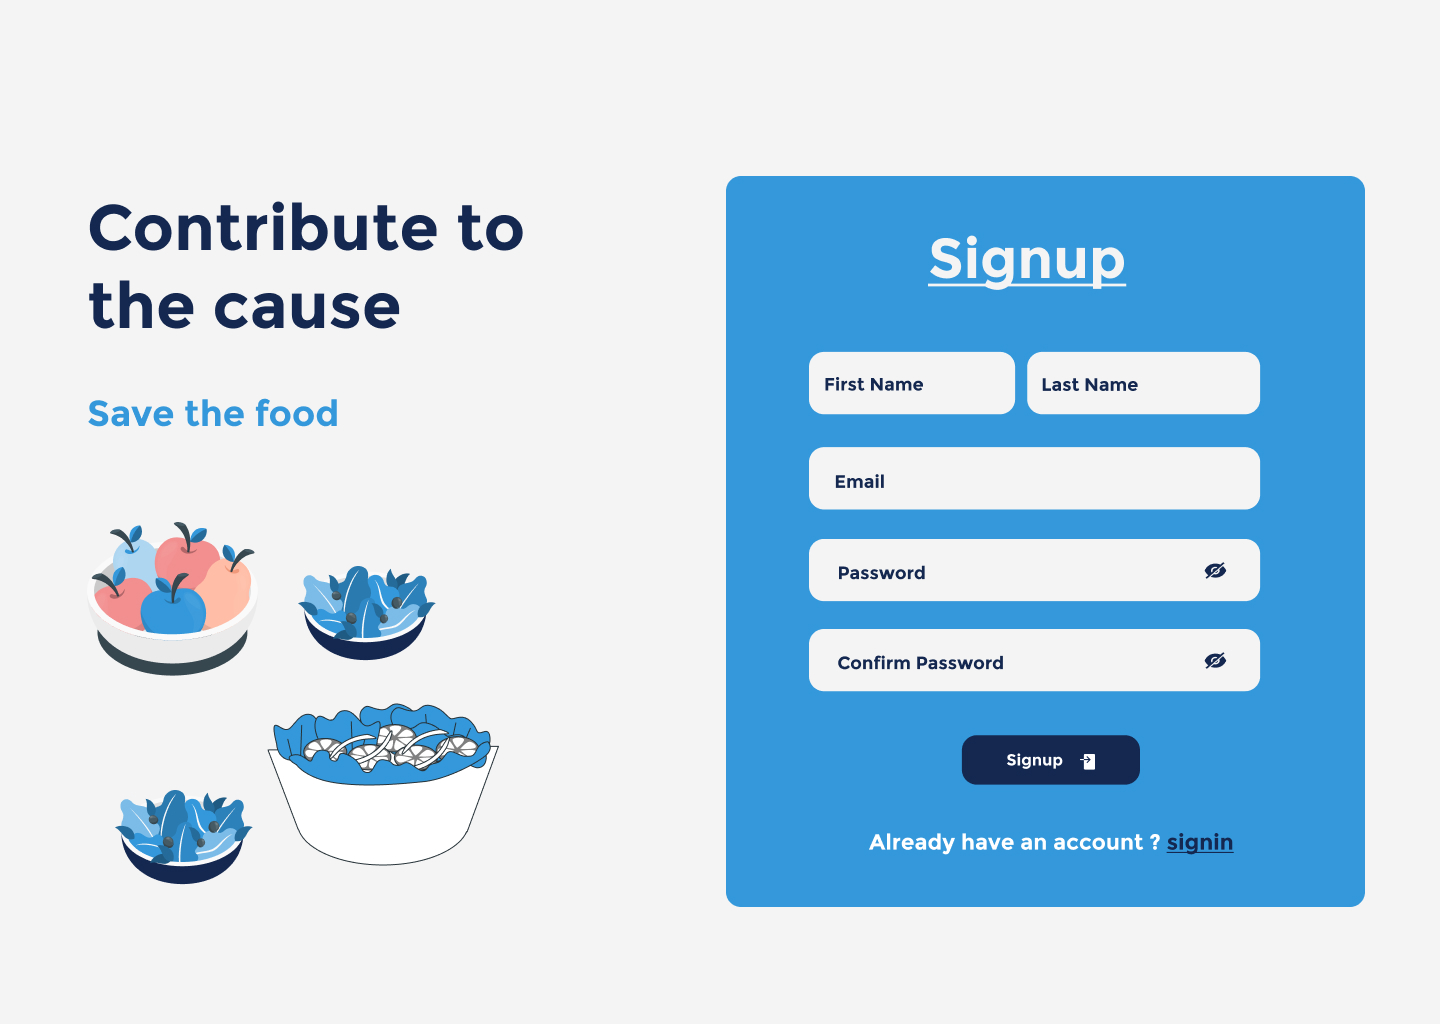 Contribute to
the cause
Save the food
Signup
First Name
Last Name
Email
Password
Confirm Password
Signup
Already have an account ? signin